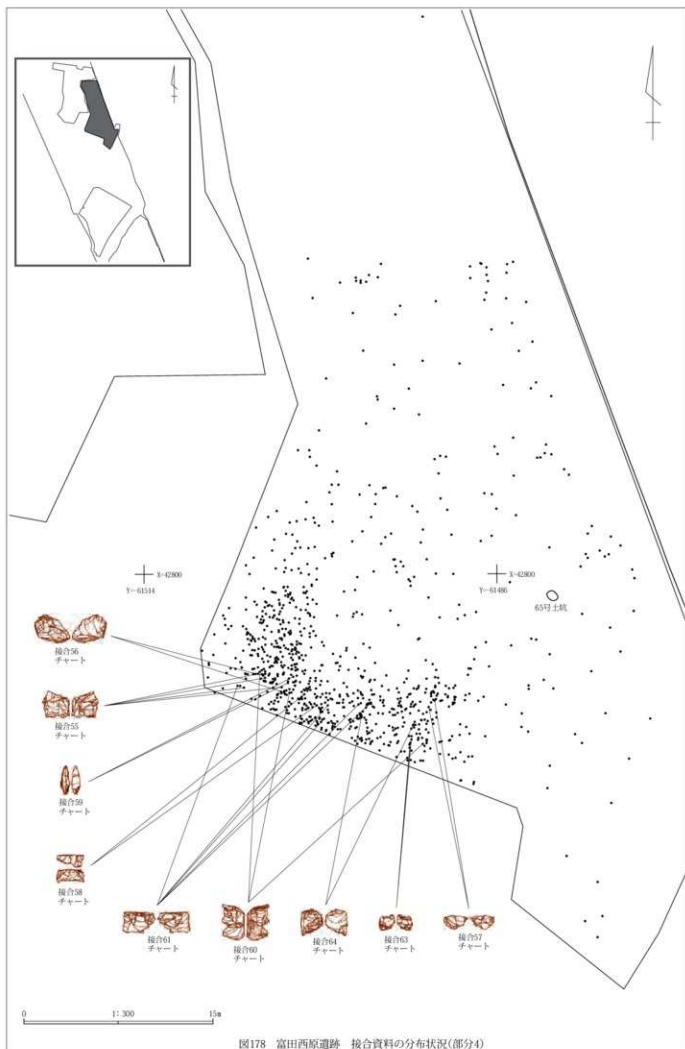 X=42800
Y=-61514
X=42800
Y=-61486
65号土坑
接合56
チャート
接合55
チャート
接合59
チャート
接合58
チャート
接合61
チャート
接合60
チャート
接合64
チャート
接合63
チャート
接合57
チャート
0
1:300
15m
図178 富田西原遺跡 接合資料の分布状況(部分4)